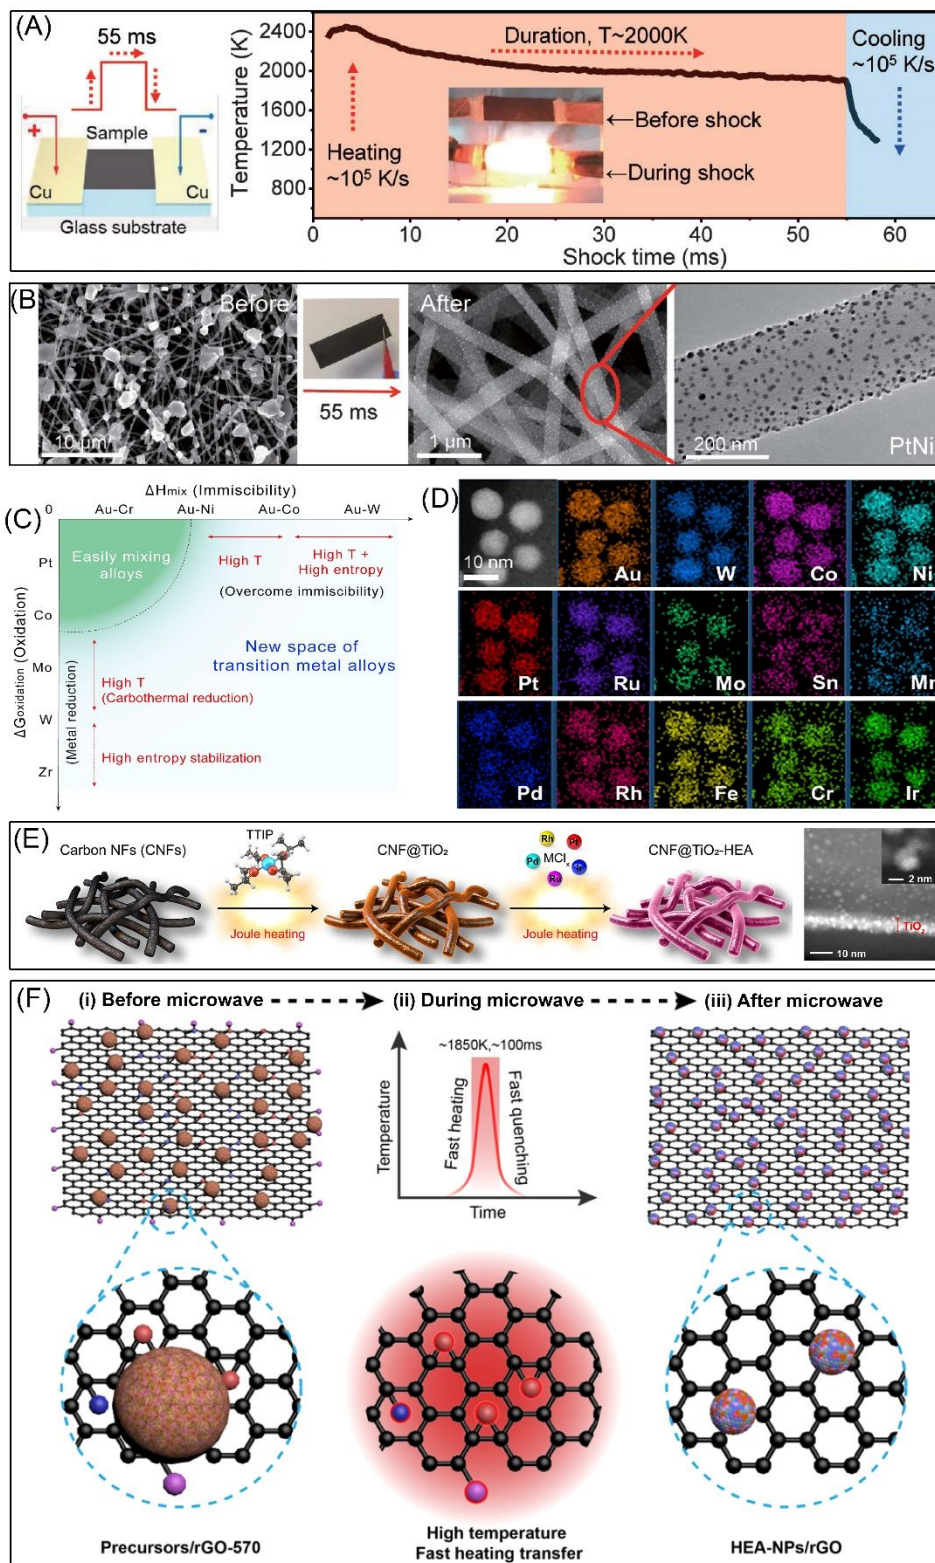 (A)
55 ms
+
-
Sample
Cu
Cu
Glass substrate
Temperature (K)
2400
2000
1600
1200
800
Duration, T~2000K
Cooling
~10⁵ K/s
Heating
~10⁵ K/s
←Before shock
←During shock
0
10
20
30
40
50
60
Shock time (ms)
(B)
Before
10 μm
55 ms
After
1 μm
200 nm
PtNi
(C)
ΔHmix (Immiscibility)
0
Au-Cr
Au-Ni
Au-Co
Au-W
ΔGoxidation (Oxidation)
(Metal reduction)
Pt
Co
Mo
W
Zr
Easily mixing
alloys
High T
High T +
High entropy
(Overcome immiscibility)
New space of
transition metal alloys
High T
(Carbothermal reduction)
High entropy stabilization
(D)
10 nm
Au
W
Co
Ni
Pt
Ru
Mo
Sn
Mn
Pd
Rh
Fe
Cr
Ir
(E)
Carbon NFs (CNFs)
TTIP
Joule heating
CNF@TiO₂
Rh
Pt
Pd
MClₓ
Ir
Ru
Joule heating
CNF@TiO₂-HEA
2 nm
TiO₂
10 nm
(F)
(i) Before microwave
(ii) During microwave
(iii) After microwave
~1850K,~100ms
Temperature
Fast heating
Fast quenching
Time
Precursors/rGO-570
High temperature
Fast heating transfer
HEA-NPs/rGO